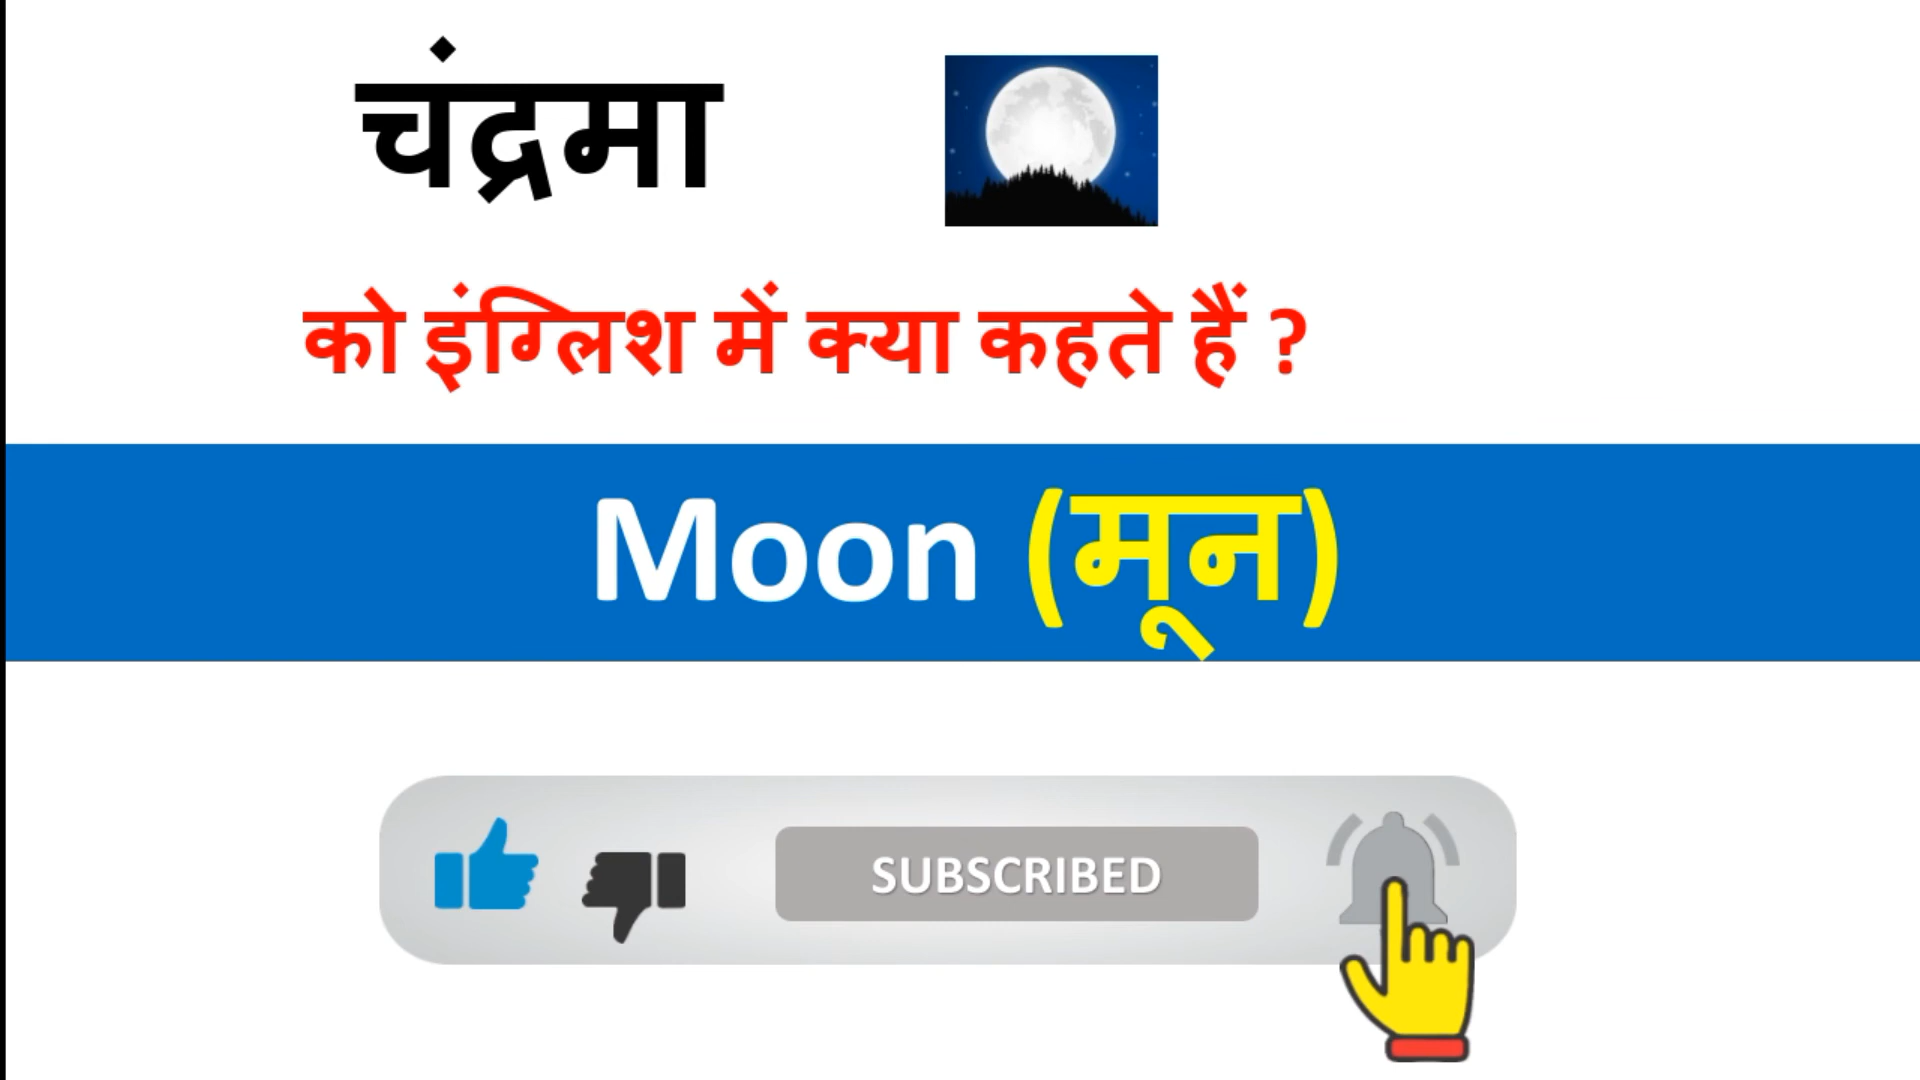 चंद्रमा
को इंग्लिश में क्या कहते हैं ?
Moon (मून)
SUBSCRIBED